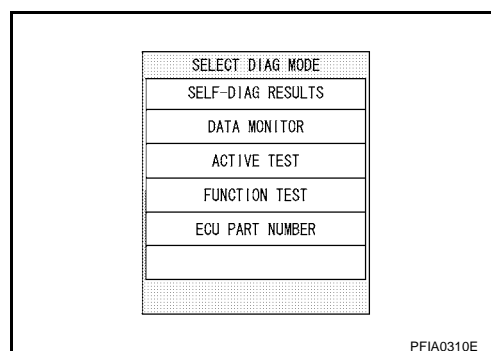 SELECT DIAG MODE
SELF-DIAG RESULTS
DATA MONITOR
ACTIVE TEST
FUNCTION TEST
ECU PART NUMBER
PFIA0310E